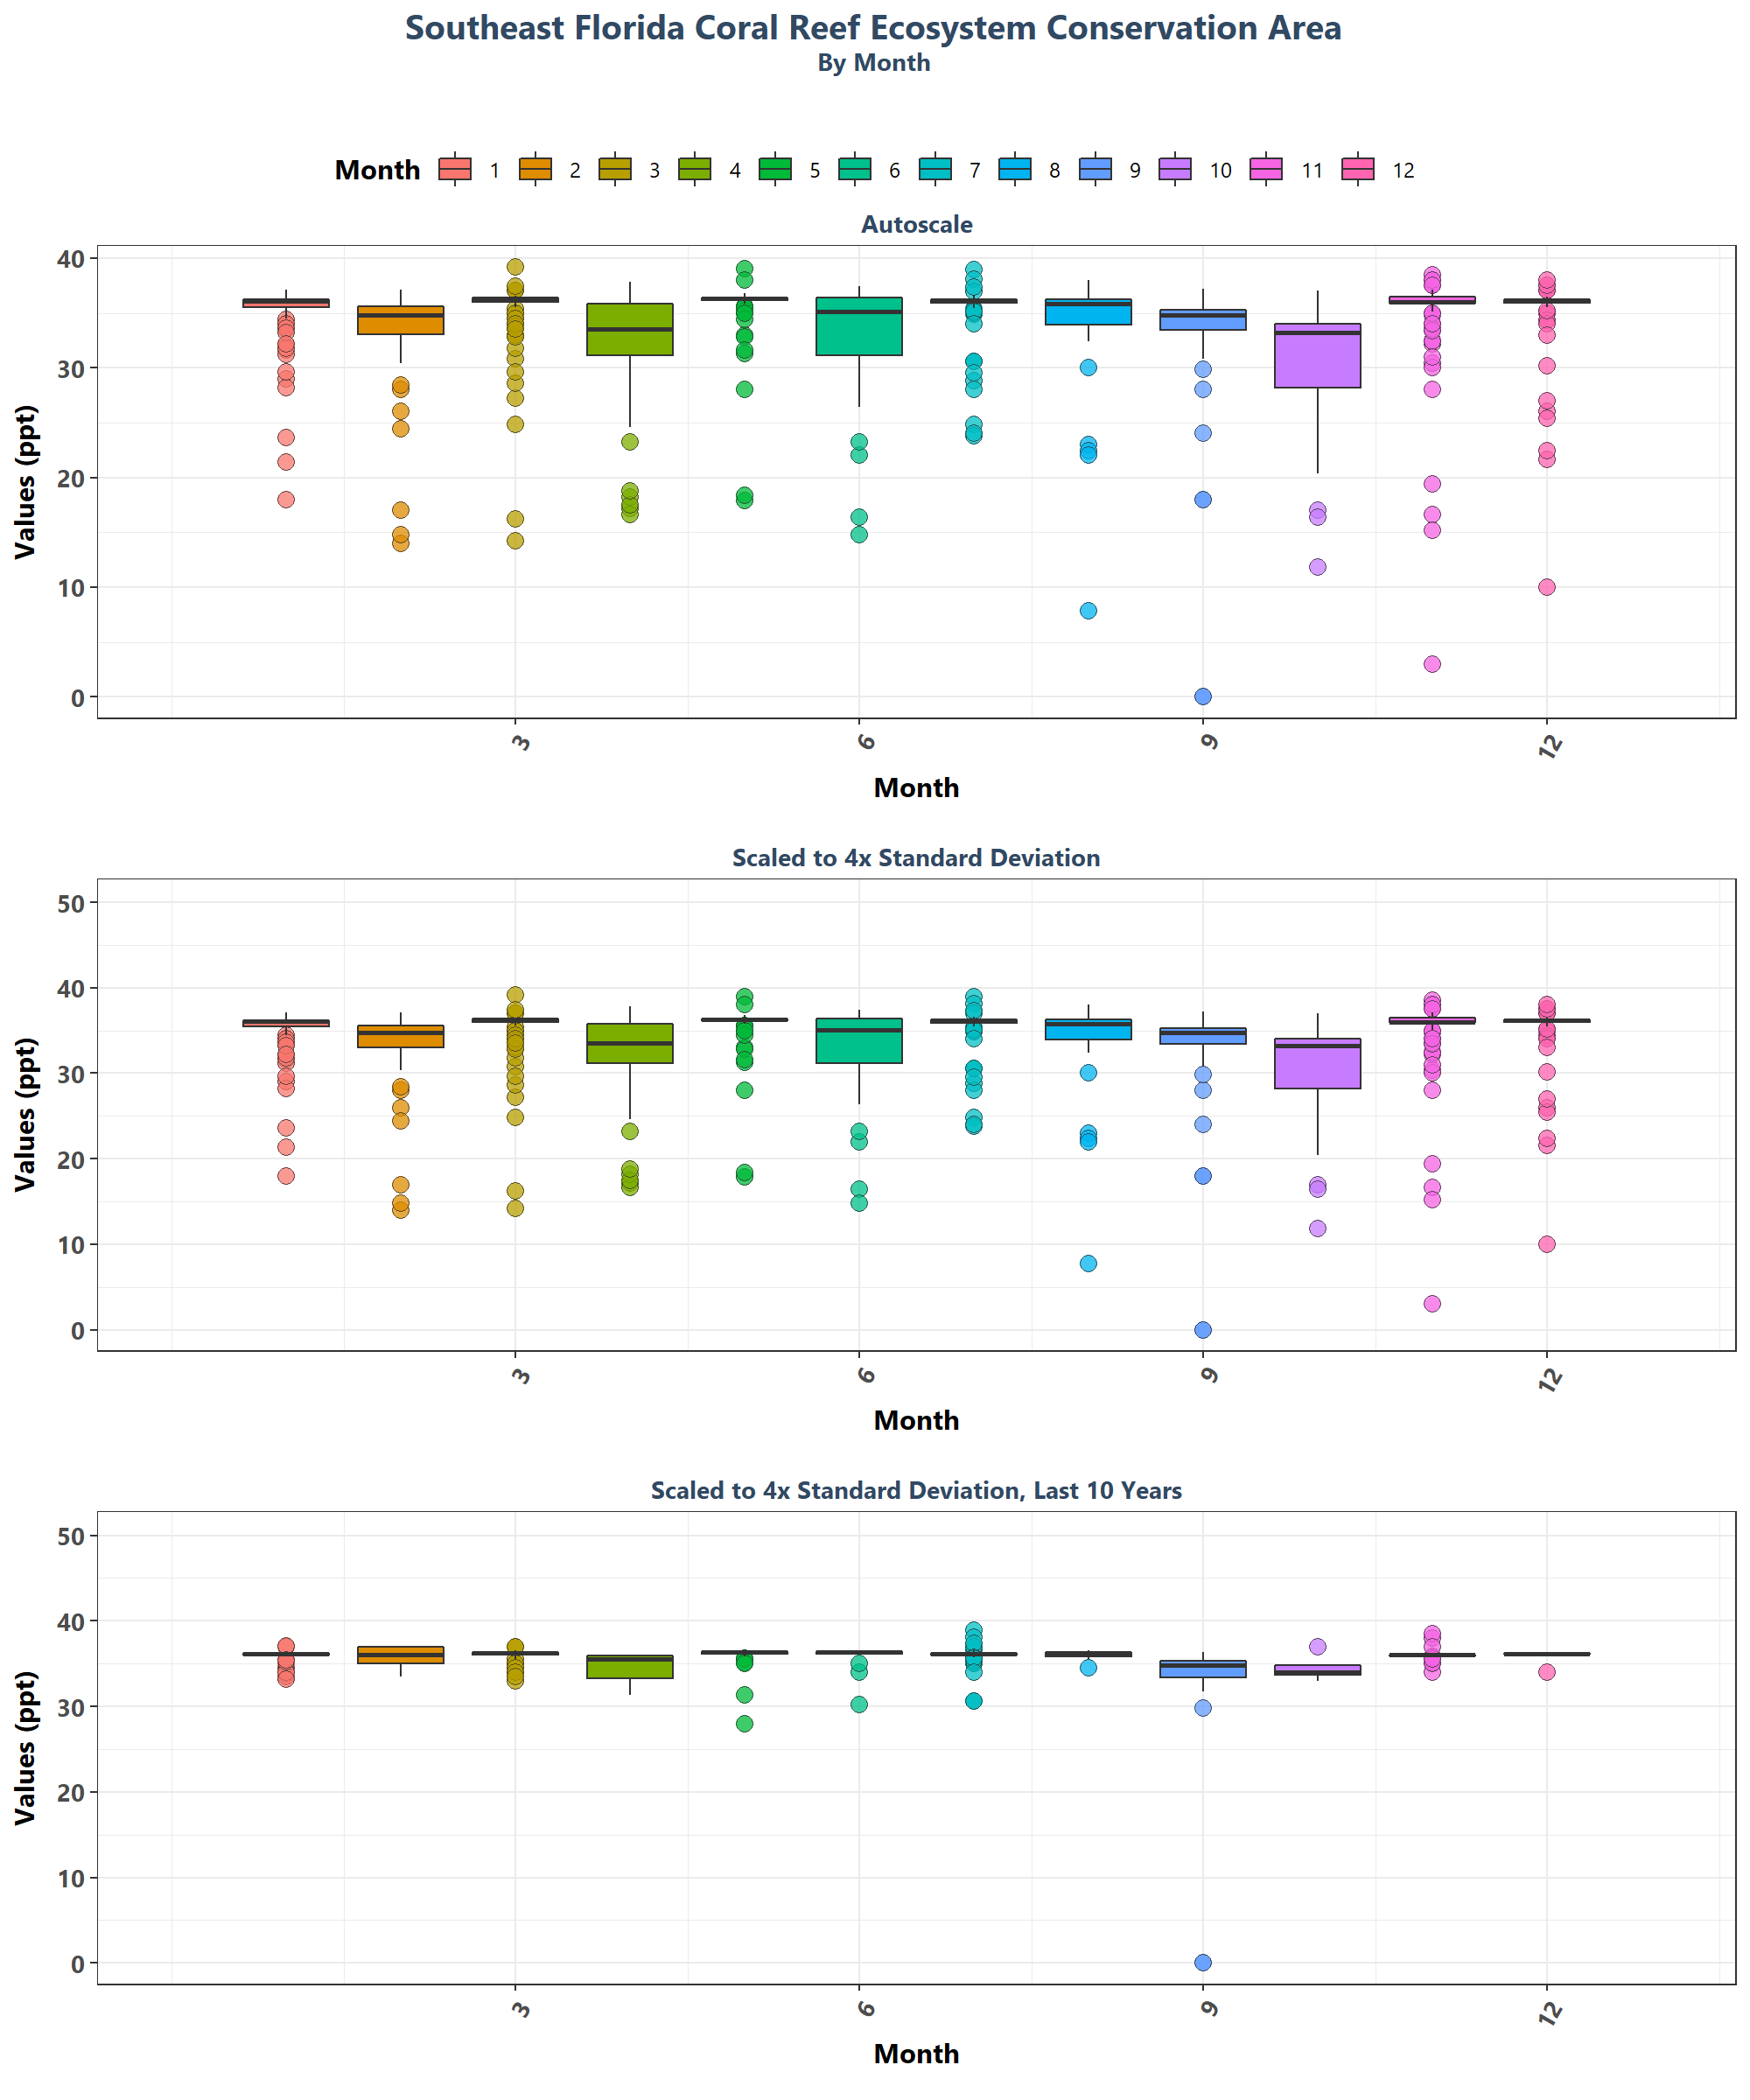 Southeast Florida Coral Reef Ecosystem Conservation Area
By Month
Month 1 2 3 4 5 6 7 8 9 10 11 12
Autoscale
Values (ppt)
40
30
20
10
0
3 6 9 12
Month
Scaled to 4x Standard Deviation
Values (ppt)
50
40
30
20
10
0
3 6 9 12
Month
Scaled to 4x Standard Deviation, Last 10 Years
Values (ppt)
50
40
30
20
10
0
3 6 9 12
Month